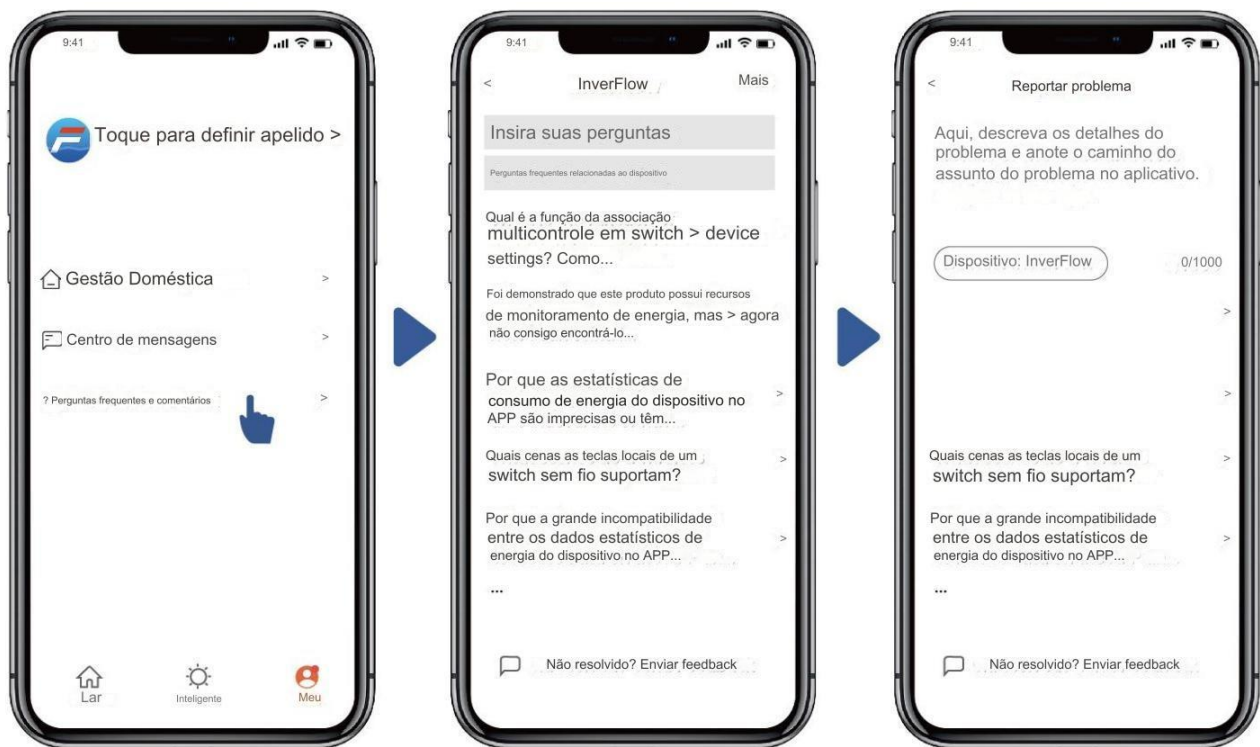 9:41
Toque para definir apelido >
Gestão Doméstica >
Centro de mensagens >
? Perguntas frequentes e comentários >
Lar
Inteligente
Meu
9:41
< InverFlow Mais
Insira suas perguntas
Perguntas frequentes relacionadas ao dispositivo
Qual é a função da associação
multicontrole em switch > device
settings? Como...
Foi demonstrado que este produto possui recursos
de monitoramento de energia, mas > agora
não consigo encontrá-lo...
Por que as estatísticas de
consumo de energia do dispositivo no >
APP são imprecisas ou têm...
Quais cenas as teclas locais de um >
switch sem fio suportam?
Por que a grande incompatibilidade
entre os dados estatísticos de >
energia do dispositivo no APP...
...
Não resolvido? Enviar feedback
9:41
< Reportar problema
Aqui, descreva os detalhes do
problema e anote o caminho do
assunto do problema no aplicativo.
Dispositivo: InverFlow 0/1000
>
>
Quais cenas as teclas locais de um >
switch sem fio suportam?
Por que a grande incompatibilidade
entre os dados estatísticos de >
energia do dispositivo no APP...
...
Não resolvido? Enviar feedback